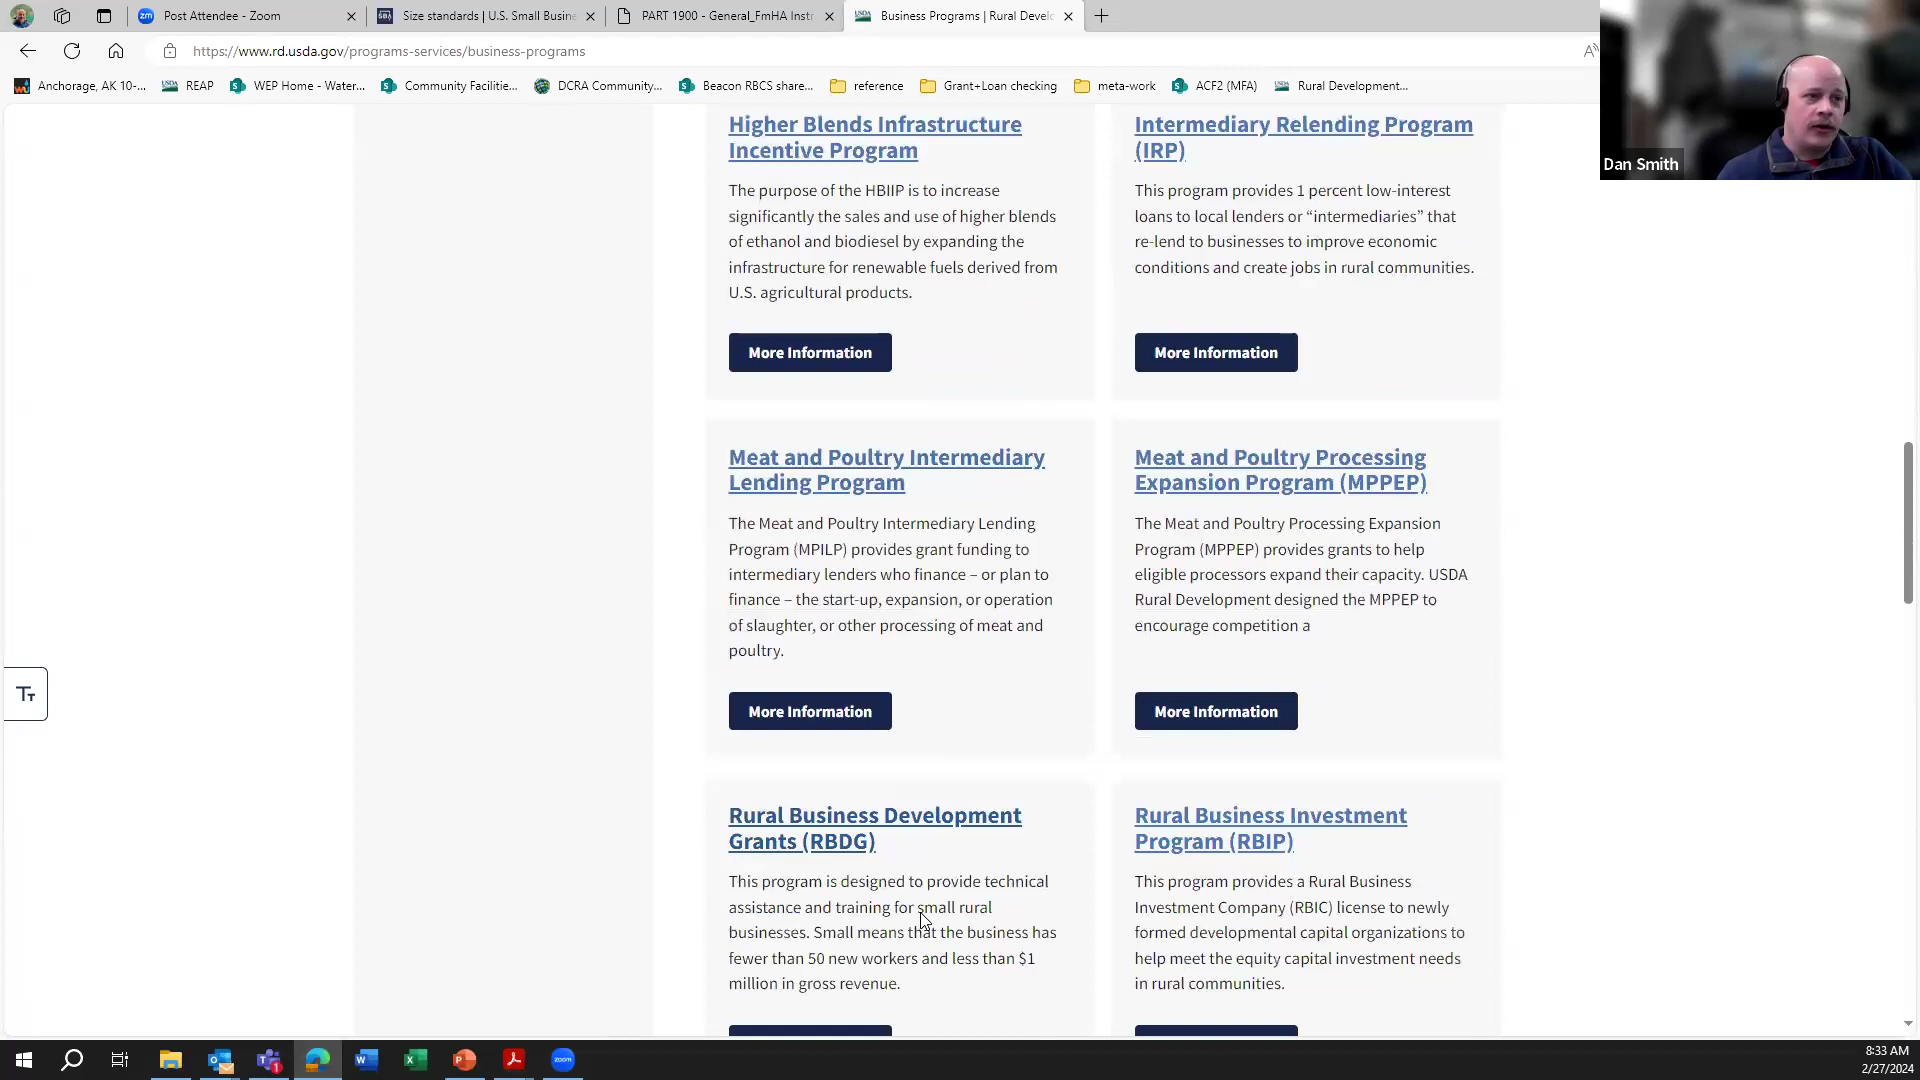 Post Attendee - Zoom
Size standards | U.S. Small Busine
PART 1900 - General_FmHA Instr
Business Programs | Rural Devel
https://www.rd.usda.gov/programs-services/business-programs
Anchorage, AK 10-...
REAP
WEP Home - Water...
Community Facilitie...
DCRA Community...
Beacon RBCS share...
reference
Grant+Loan checking
meta-work
ACF2 (MFA)
Rural Development...
Dan Smith
Higher Blends Infrastructure
Incentive Program
The purpose of the HBIIP is to increase
significantly the sales and use of higher blends
of ethanol and biodiesel by expanding the
infrastructure for renewable fuels derived from
U.S. agricultural products.
More Information
Intermediary Relending Program
(IRP)
This program provides 1 percent low-interest
loans to local lenders or “intermediaries” that
re-lend to businesses to improve economic
conditions and create jobs in rural communities.
More Information
Meat and Poultry Intermediary
Lending Program
The Meat and Poultry Intermediary Lending
Program (MPILP) provides grant funding to
intermediary lenders who finance – or plan to
finance – the start-up, expansion, or operation
of slaughter, or other processing of meat and
poultry.
More Information
Meat and Poultry Processing
Expansion Program (MPPEP)
The Meat and Poultry Processing Expansion
Program (MPPEP) provides grants to help
eligible processors expand their capacity. USDA
Rural Development designed the MPPEP to
encourage competition a
More Information
Rural Business Development
Grants (RBDG)
This program is designed to provide technical
assistance and training for small rural
businesses. Small means that the business has
fewer than 50 new workers and less than $1
million in gross revenue.
Rural Business Investment
Program (RBIP)
This program provides a Rural Business
Investment Company (RBIC) license to newly
formed developmental capital organizations to
help meet the equity capital investment needs
in rural communities.
8:33 AM
2/27/2024